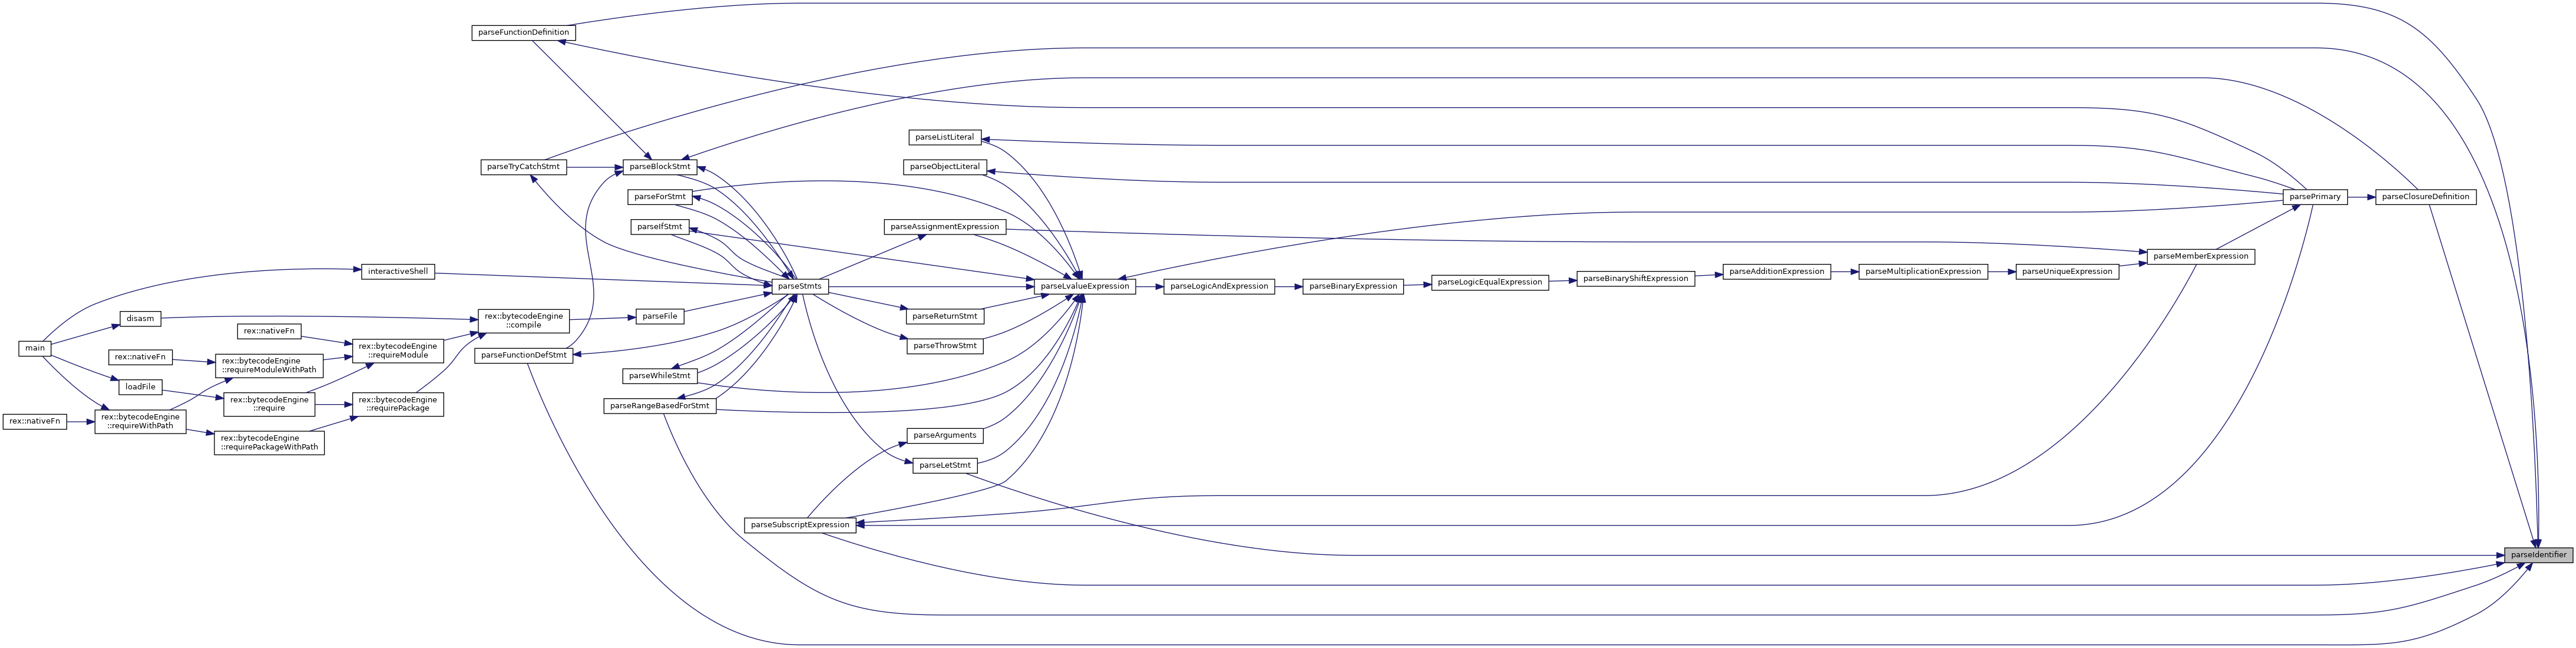 parseFunctionDefinition
parseListLiteral
parseTryCatchStmt
parseBlockStmt
parseObjectLiteral
parseForStmt
parsePrimary
parseClosureDefinition
parseIfStmt
parseAssignmentExpression
parseMemberExpression
interactiveShell
parseStmts
parseLvalueExpression
parseLogicAndExpression
parseBinaryExpression
parseLogicEqualExpression
parseBinaryShiftExpression
parseAdditionExpression
parseMultiplicationExpression
parseUniqueExpression
disasm
rex::bytecodeEngine
::compile
parseFile
parseReturnStmt
rex::nativeFn
main
rex::bytecodeEngine
::requireModule
parseFunctionDefStmt
parseThrowStmt
rex::nativeFn
rex::bytecodeEngine
::requireModuleWithPath
parseWhileStmt
loadFile
rex::bytecodeEngine
::require
rex::bytecodeEngine
::requirePackage
parseRangeBasedForStmt
rex::nativeFn
rex::bytecodeEngine
::requireWithPath
rex::bytecodeEngine
::requirePackageWithPath
parseArguments
parseLetStmt
parseSubscriptExpression
parseIdentifier